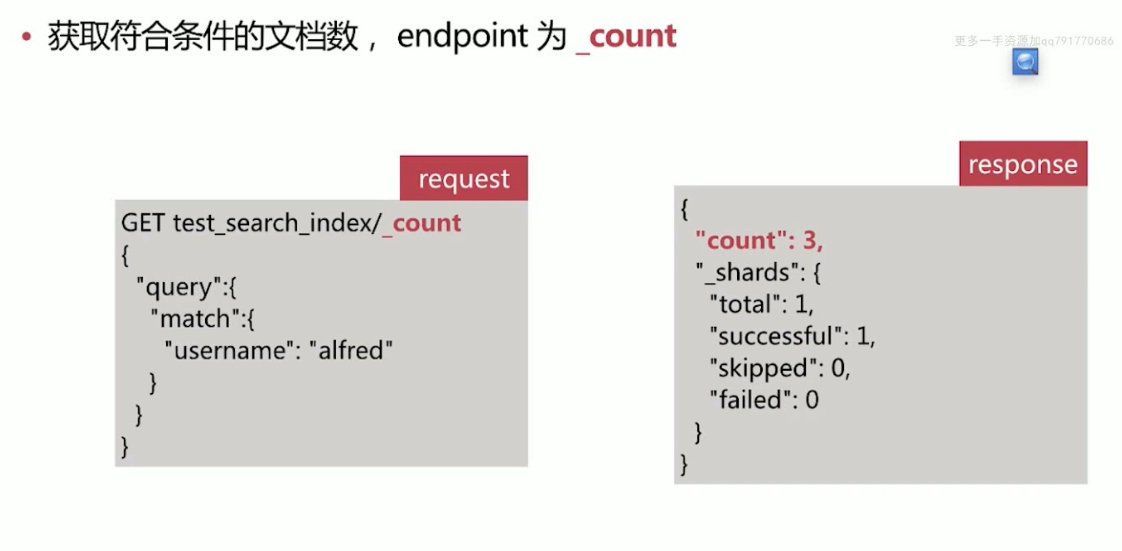 • 获取符合条件的文档数，endpoint 为 _count
更多一手资源加qq791770686
request
GET test_search_index/_count
{
"query":{
"match":{
"username": "alfred"
}
}
}
response
{
"count": 3,
"_shards": {
"total": 1,
"successful": 1,
"skipped": 0,
"failed": 0
}
}